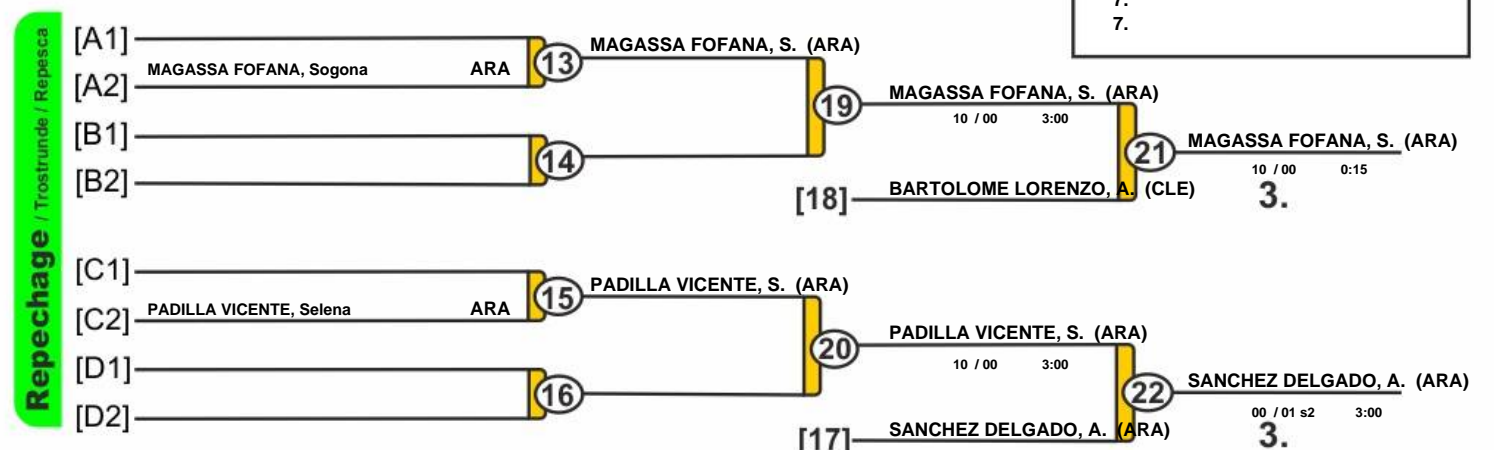 7.
7.
Repechage / Trostrunde / Repesca
[A1]
MAGASSA FOFANA, Sogona ARA
[A2]
13
MAGASSA FOFANA, S. (ARA)
[B1]
[B2]
14
19
MAGASSA FOFANA, S. (ARA)
10 / 00 3:00
[18]
BARTOLOME LORENZO, A. (CLE)
21
MAGASSA FOFANA, S. (ARA)
10 / 00 0:15
3.
[C1]
PADILLA VICENTE, Selena ARA
[C2]
15
PADILLA VICENTE, S. (ARA)
[D1]
[D2]
16
20
PADILLA VICENTE, S. (ARA)
10 / 00 3:00
[17]
SANCHEZ DELGADO, A. (ARA)
22
SANCHEZ DELGADO, A. (ARA)
00 / 01 s2 3:00
3.